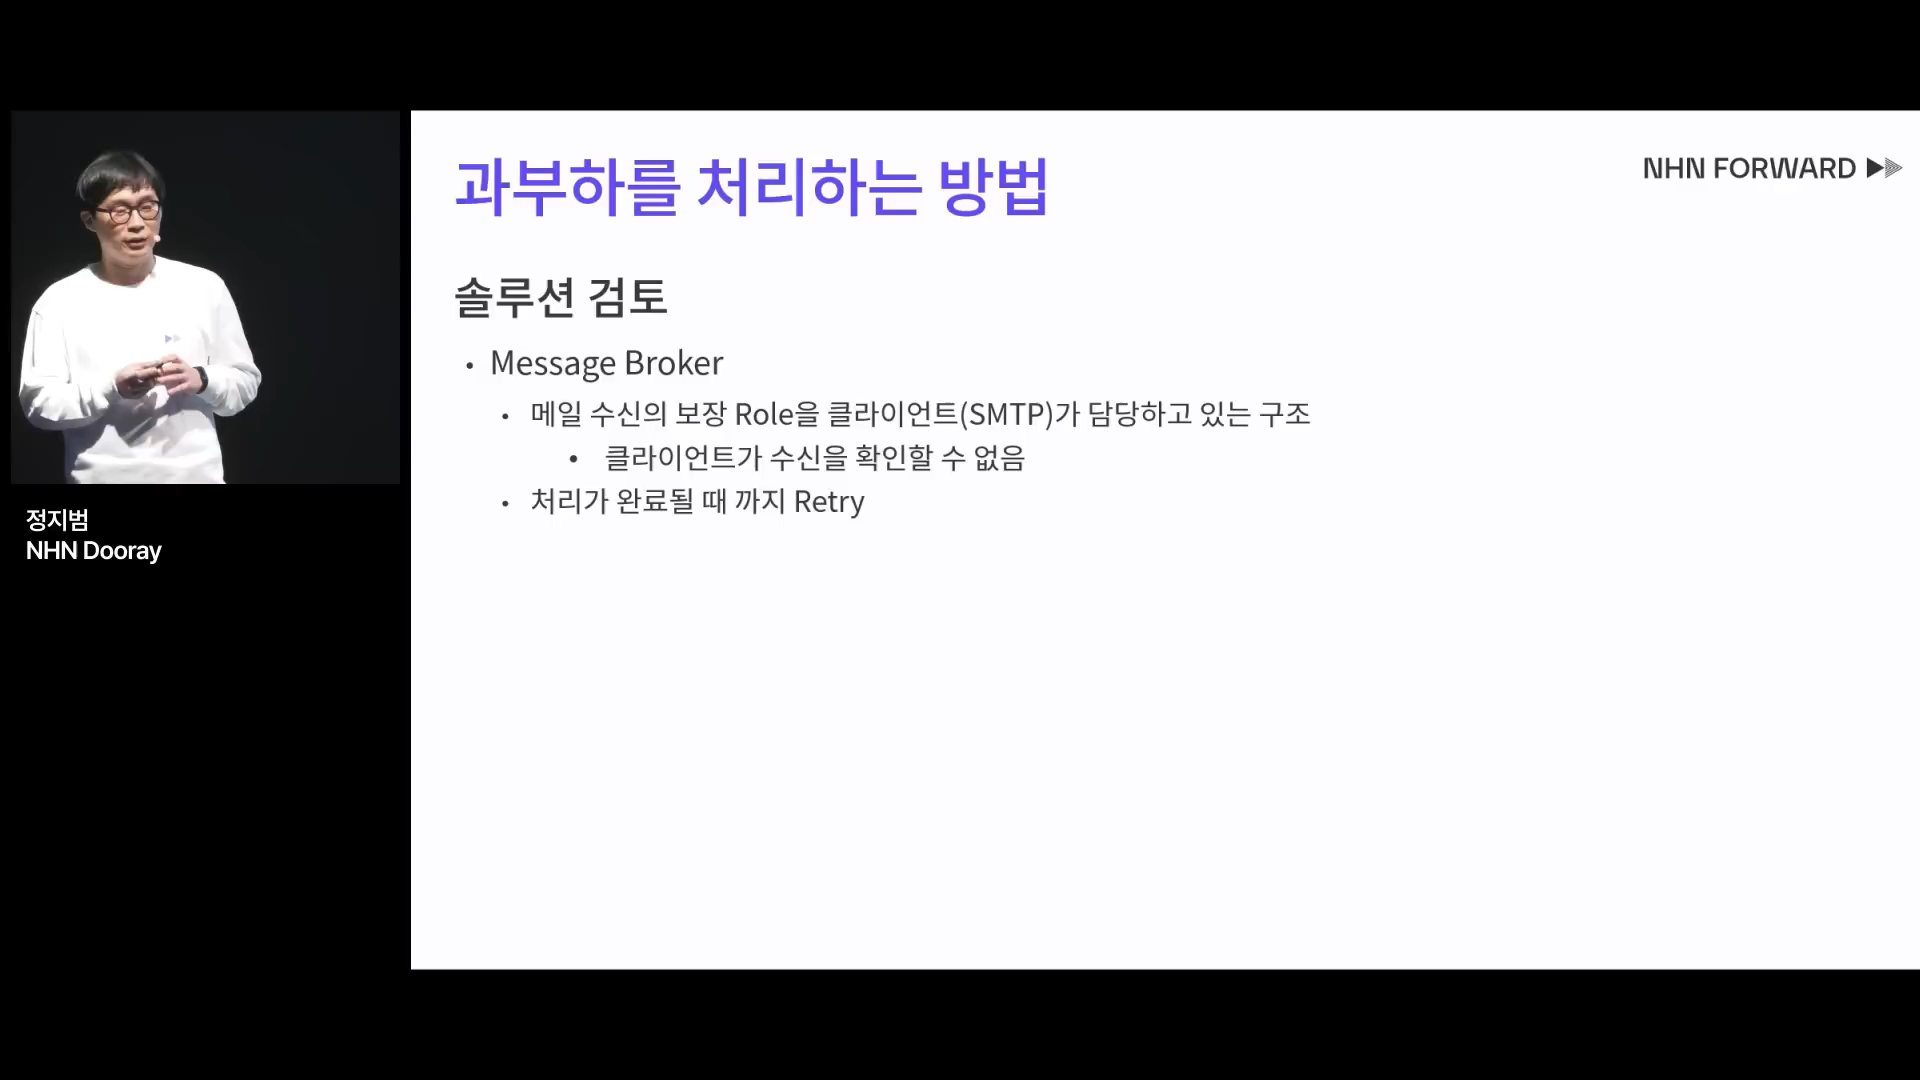 과부하를 처리하는 방법
NHN FORWARD
솔루션 검토
• Message Broker
• 메일 수신의 보장 Role을 클라이언트(SMTP)가 담당하고 있는 구조
• 클라이언트가 수신을 확인할 수 없음
• 처리가 완료될 때 까지 Retry
정지범
NHN Dooray